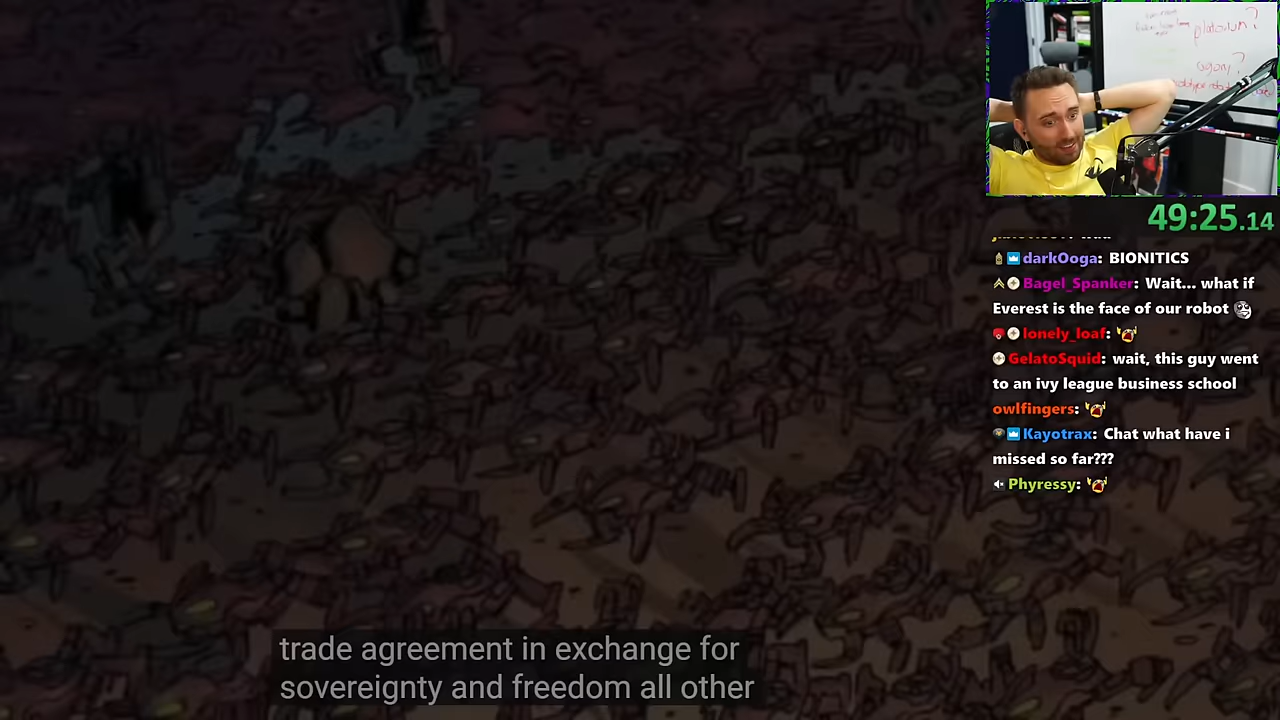 platonian?
agony?
49:25.14
darkOoga: BIONITICS
Bagel_Spanker: Wait... what if
Everest is the face of our robot
lonely_loaf:
GelatoSquid: wait, this guy went
to an ivy league business school
owlfingers:
Kayotrax: Chat what have i
missed so far???
Phyressy:
trade agreement in exchange for
sovereignty and freedom all other